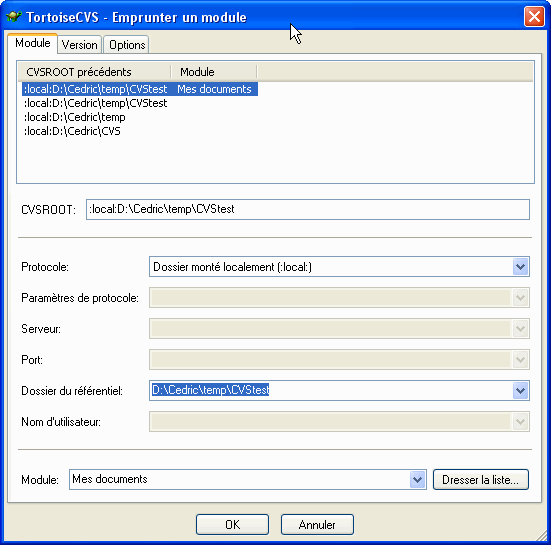 TortoiseCVS - Emprunter un module
Module Version Options
CVSROOT précédents Module
:local:D:\Cedric\temp\CVStest Mes documents
:local:D:\Cedric\temp\CVStest
:local:D:\Cedric\temp
:local:D:\Cedric\CVS
CVSROOT: :local:D:\Cedric\temp\CVStest
Protocole: Dossier monté localement (:local:)
Paramètres de protocole:
Serveur:
Port:
Dossier du référentiel: D:\Cedric\temp\CVStest
Nom d'utilisateur:
Module: Mes documents Dresser la liste...
OK Annuler